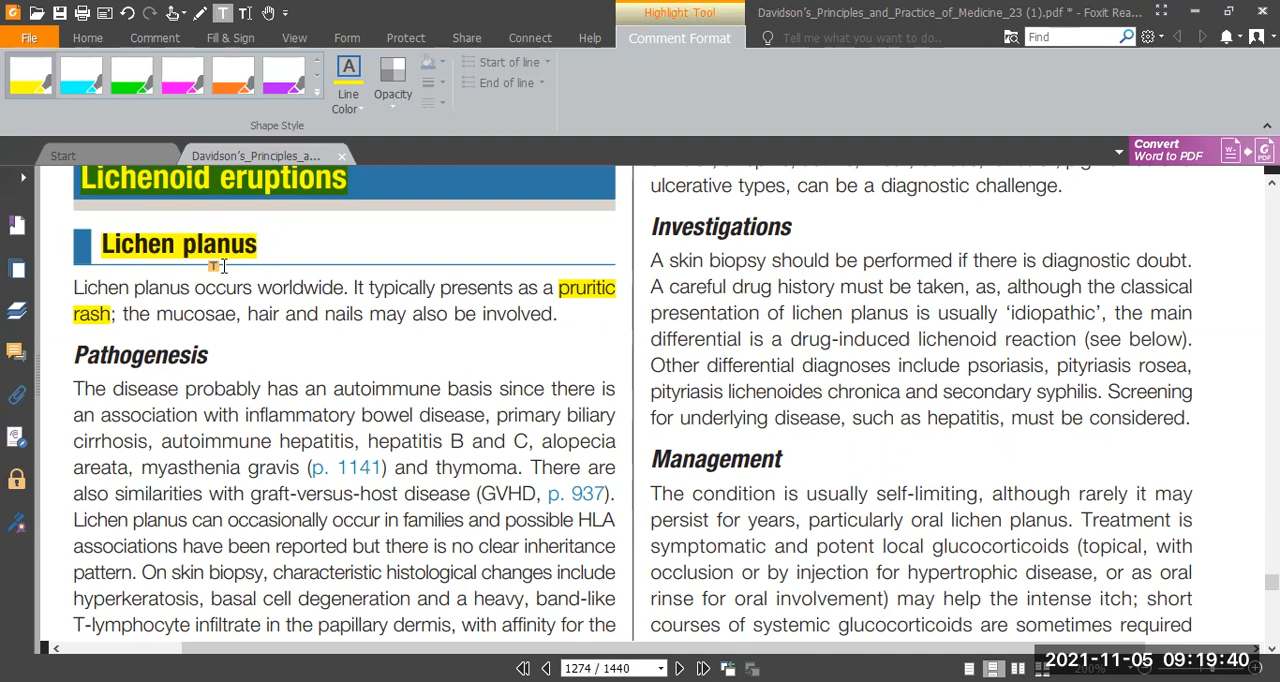 Highlight Tool
Davidson's_Principles_and_Practice_of_Medicine_23 (1).pdf * - Foxit Rea...
File Home Comment Fill & Sign View Form Protect Share Connect Help Comment Format Tell me what you want to do.. Find
Line Color
Opacity
Start of line
End of line
Shape Style
Start
Davidson's_Principles_a...
Convert
Word to PDF
Lichenoid eruptions
Lichen planus
Lichen planus occurs worldwide. It typically presents as a pruritic
rash; the mucosae, hair and nails may also be involved.
Pathogenesis
The disease probably has an autoimmune basis since there is
an association with inflammatory bowel disease, primary biliary
cirrhosis, autoimmune hepatitis, hepatitis B and C, alopecia
areata, myasthenia gravis (p. 1141) and thymoma. There are
also similarities with graft-versus-host disease (GVHD, p. 937).
Lichen planus can occasionally occur in families and possible HLA
associations have been reported but there is no clear inheritance
pattern. On skin biopsy, characteristic histological changes include
hyperkeratosis, basal cell degeneration and a heavy, band-like
T-lymphocyte infiltrate in the papillary dermis, with affinity for the
ulcerative types, can be a diagnostic challenge.
Investigations
A skin biopsy should be performed if there is diagnostic doubt.
A careful drug history must be taken, as, although the classical
presentation of lichen planus is usually ‘idiopathic’, the main
differential is a drug-induced lichenoid reaction (see below).
Other differential diagnoses include psoriasis, pityriasis rosea,
pityriasis lichenoides chronica and secondary syphilis. Screening
for underlying disease, such as hepatitis, must be considered.
Management
The condition is usually self-limiting, although rarely it may
persist for years, particularly oral lichen planus. Treatment is
symptomatic and potent local glucocorticoids (topical, with
occlusion or by injection for hypertrophic disease, or as oral
rinse for oral involvement) may help the intense itch; short
courses of systemic glucocorticoids are sometimes required
1274 / 1440
2021-11-05 09:19:40